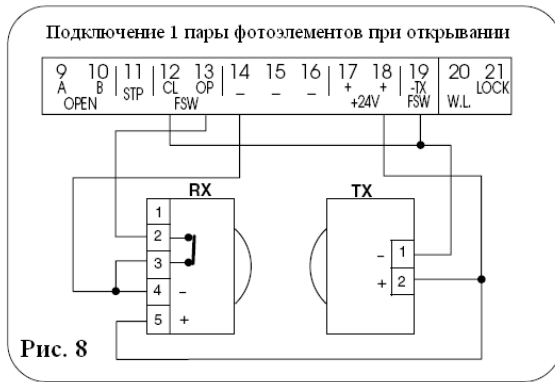 Подключение 1 пары фотоэлементов при открывании
9 10 11 12 13 14 15 16 17 18 19 20 21
A B STP CL OP – – – + + -TX W.L. LOCK
OPEN FSW +24V FSW
RX TX
1
2
3
4 –
5 +
– 1
+ 2
Рис. 8